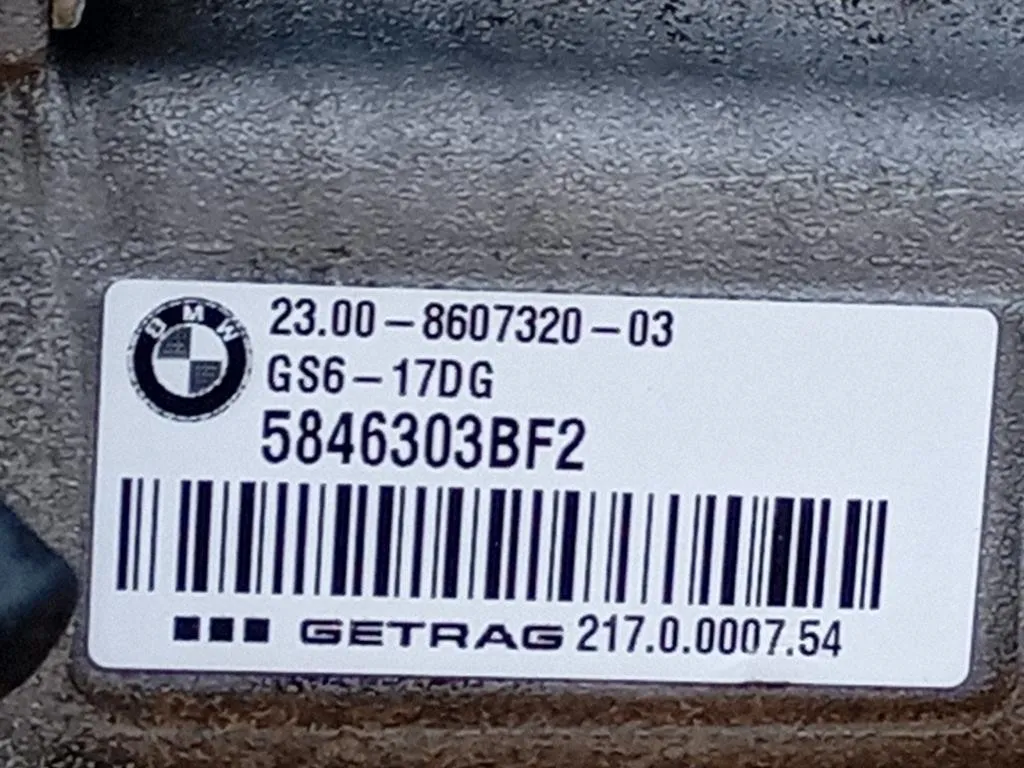 BMW
23.00-8607320-03
GS6-17DG
5846303BF2
GETRAG 217.0.0007.54